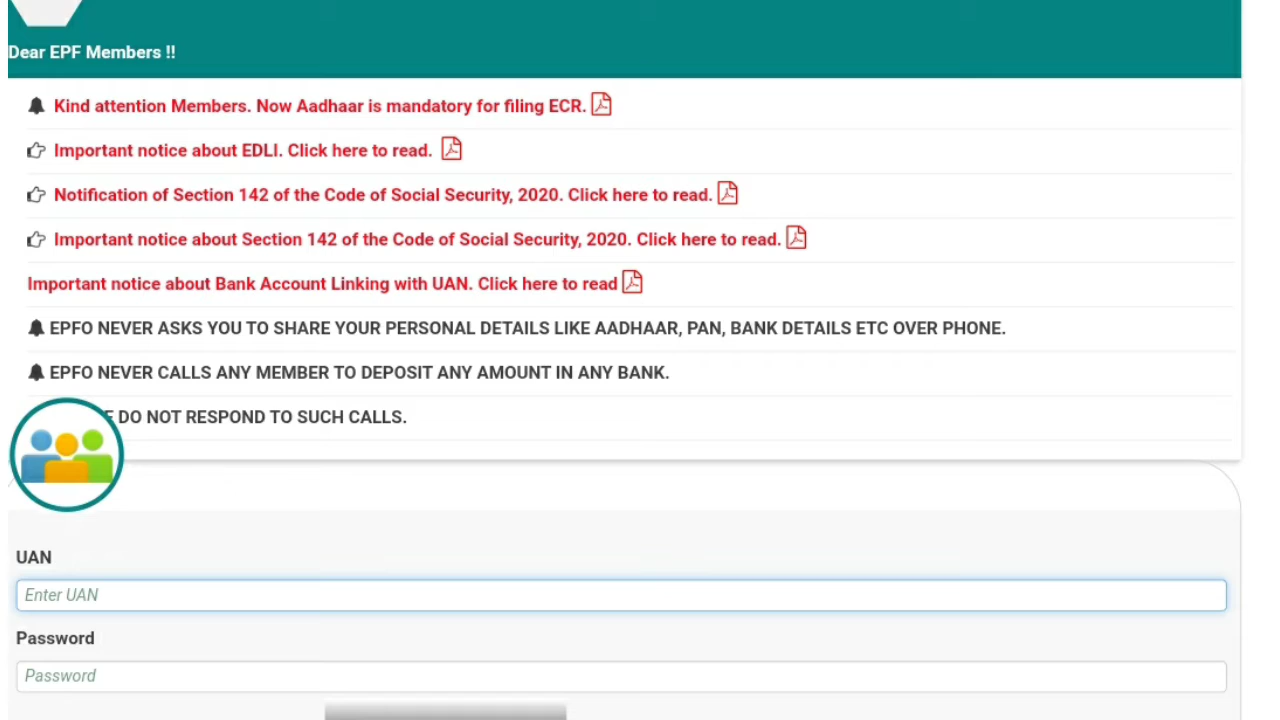 Dear EPF Members !!
Kind attention Members. Now Aadhaar is mandatory for filing ECR.
Important notice about EDLI. Click here to read.
Notification of Section 142 of the Code of Social Security, 2020. Click here to read.
Important notice about Section 142 of the Code of Social Security, 2020. Click here to read.
Important notice about Bank Account Linking with UAN. Click here to read
EPFO NEVER ASKS YOU TO SHARE YOUR PERSONAL DETAILS LIKE AADHAAR, PAN, BANK DETAILS ETC OVER PHONE.
EPFO NEVER CALLS ANY MEMBER TO DEPOSIT ANY AMOUNT IN ANY BANK.
DO NOT RESPOND TO SUCH CALLS.
UAN
Enter UAN
Password
Password